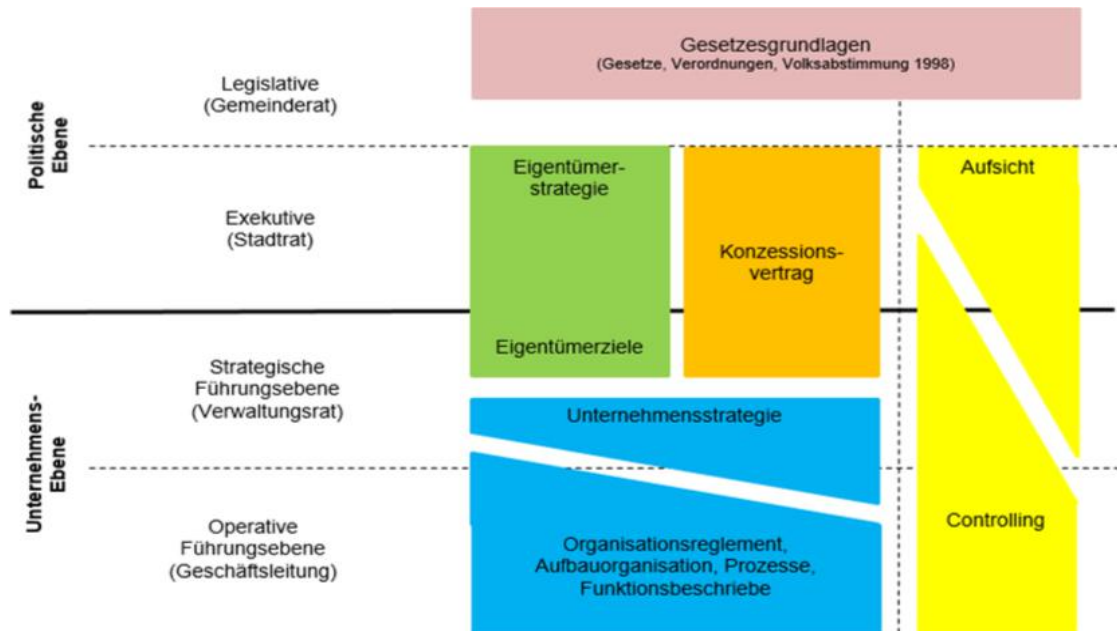 Gesetzesgrundlagen
(Gesetze, Verordnungen, Volksabstimmung 1998)
Politische
Ebene
Legislative
(Gemeinderat)
Exekutive
(Stadtrat)
Eigentümer-
strategie
Eigentümerziele
Konzessions-
vertrag
Aufsicht
Unternehmens-
Ebene
Strategische
Führungsebene
(Verwaltungsrat)
Unternehmensstrategie
Operative
Führungsebene
(Geschäftsleitung)
Organisationsreglement,
Aufbauorganisation, Prozesse,
Funktionsbeschriebe
Controlling